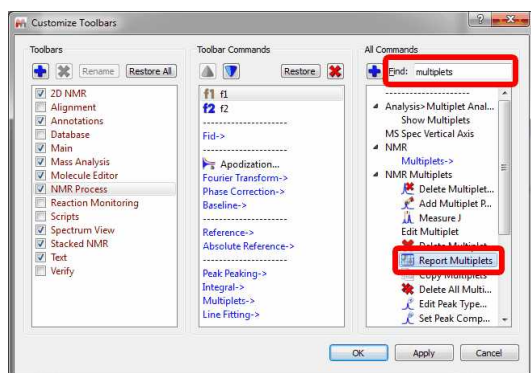 Customize Toolbars
Toolbars
Rename
Restore All
2D NMR
Alignment
Annotations
Database
Main
Mass Analysis
Molecule Editor
NMR Process
Reaction Monitoring
Scripts
Spectrum View
Stacked NMR
Text
Verify
Toolbar Commands
Restore
f1 f1
f2 f2
--------------------
Fid->
--------------------
Apodization...
Fourier Transform->
Phase Correction->
Baseline->
--------------------
Reference->
Absolute Reference->
--------------------
Peak Peaking->
Integral->
Multiplets->
Line Fitting->
All Commands
Find: multiplets
--------------------
Analysis>Multiplet Anal...
Show Multiplets
MS Spec Vertical Axis
NMR
Multiplets->
NMR Multiplets
Delete Multiplet...
Add Multiplet P...
Measure J
Edit Multiplet
Delete Multiplet
Report Multiplets
Copy Multiplets
Delete All Multi...
Edit Peak Type...
Set Peak Comp...
OK
Apply
Cancel